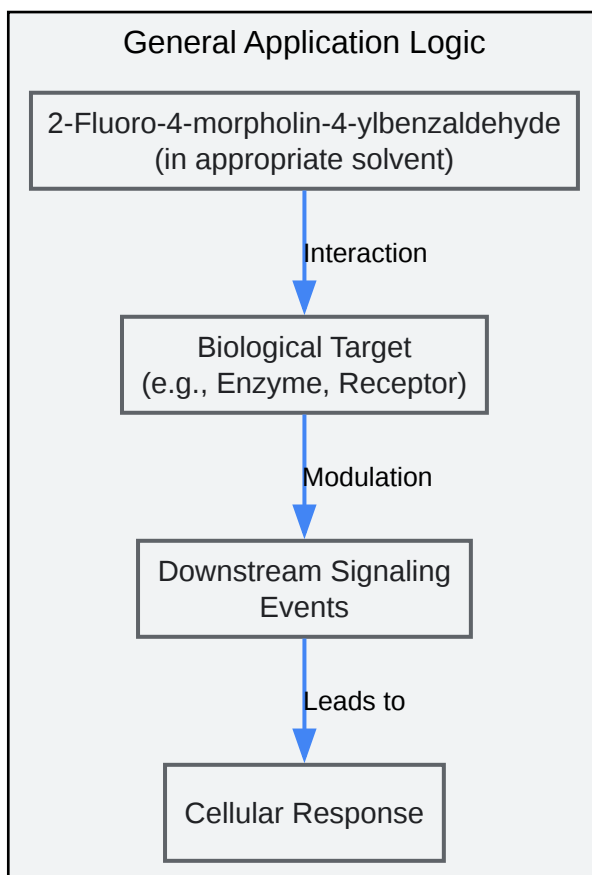 General Application Logic
2-Fluoro-4-morpholin-4-ylbenzaldehyde
(in appropriate solvent)
Interaction
Biological Target
(e.g., Enzyme, Receptor)
Modulation
Downstream Signaling
Events
Leads to
Cellular Response